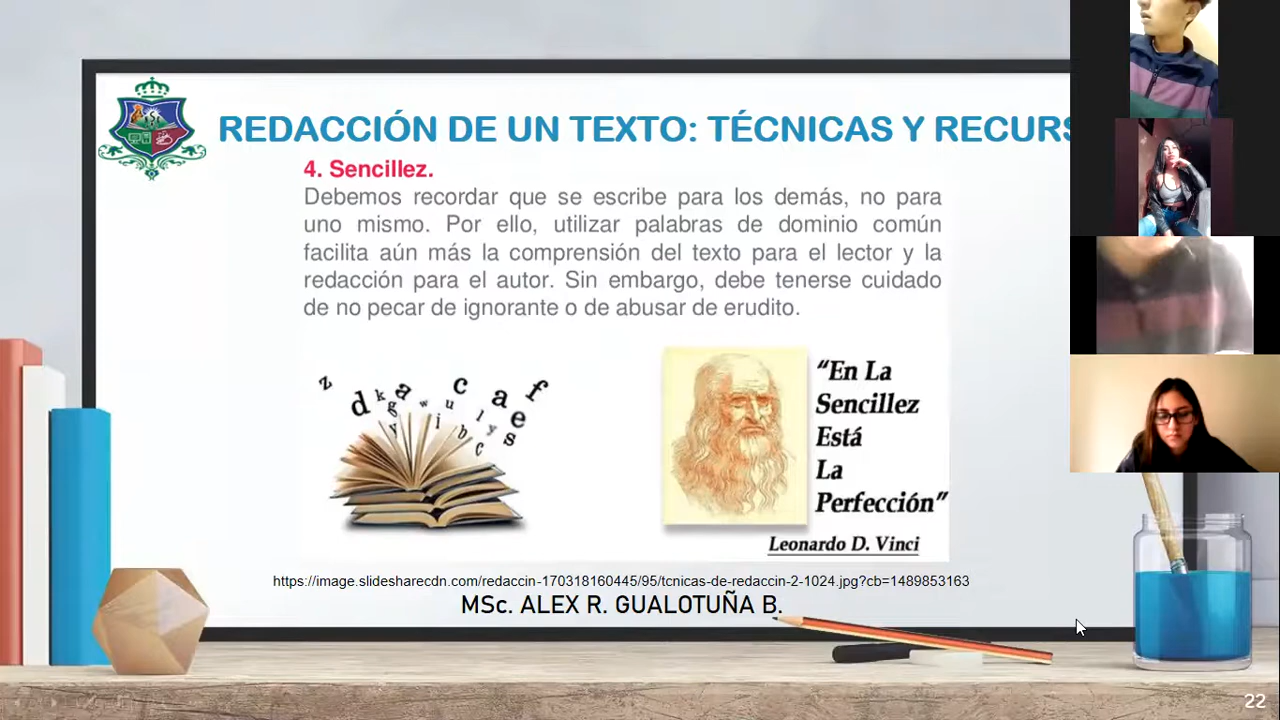 REDACCIÓN DE UN TEXTO: TÉCNICAS Y RECURS
4. Sencillez.
Debemos recordar que se escribe para los demás, no para
uno mismo. Por ello, utilizar palabras de dominio común
facilita aún más la comprensión del texto para el lector y la
redacción para el autor. Sin embargo, debe tenerse cuidado
de no pecar de ignorante o de abusar de erudito.
z d k g a w c u a f e l y s i b c v
“En La
Sencillez
Está
La
Perfección”
Leonardo D. Vinci
https://image.slidesharecdn.com/redaccin-170318160445/95/tcnicas-de-redaccin-2-1024.jpg?cb=1489853163
MSc. ALEX R. GUALOTUÑA B.
22